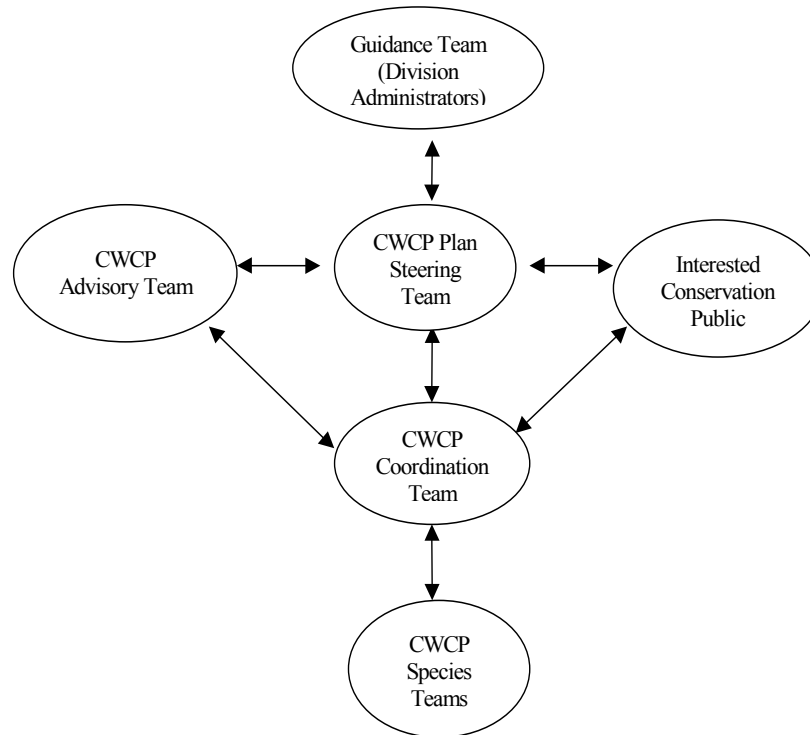 Guidance Team
(Division
Administrators)
CWCP
Advisory Team
CWCP Plan
Steering
Team
Interested
Conservation
Public
CWCP
Coordination
Team
CWCP
Species
Teams